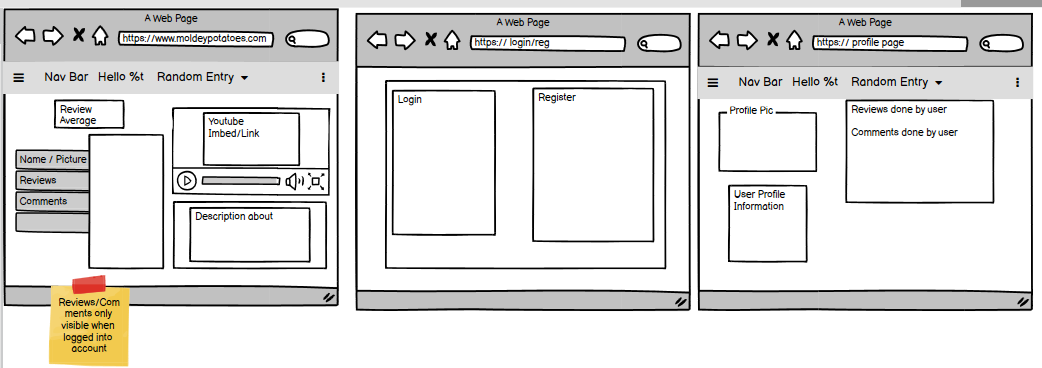 A Web Page
https://www.moldeypotatoes.com
Nav Bar Hello %t Random Entry
Review
Average
Youtube
Imbed/Link
Name / Picture
Reviews
Comments
Description about
Reviews/Com
ments only
visible when
logged into
account
A Web Page
https:// login/reg
Login
Register
A Web Page
https:// profile page
Nav Bar Hello %t Random Entry
Profile Pic
User Profile
Information
Reviews done by user
Comments done by user